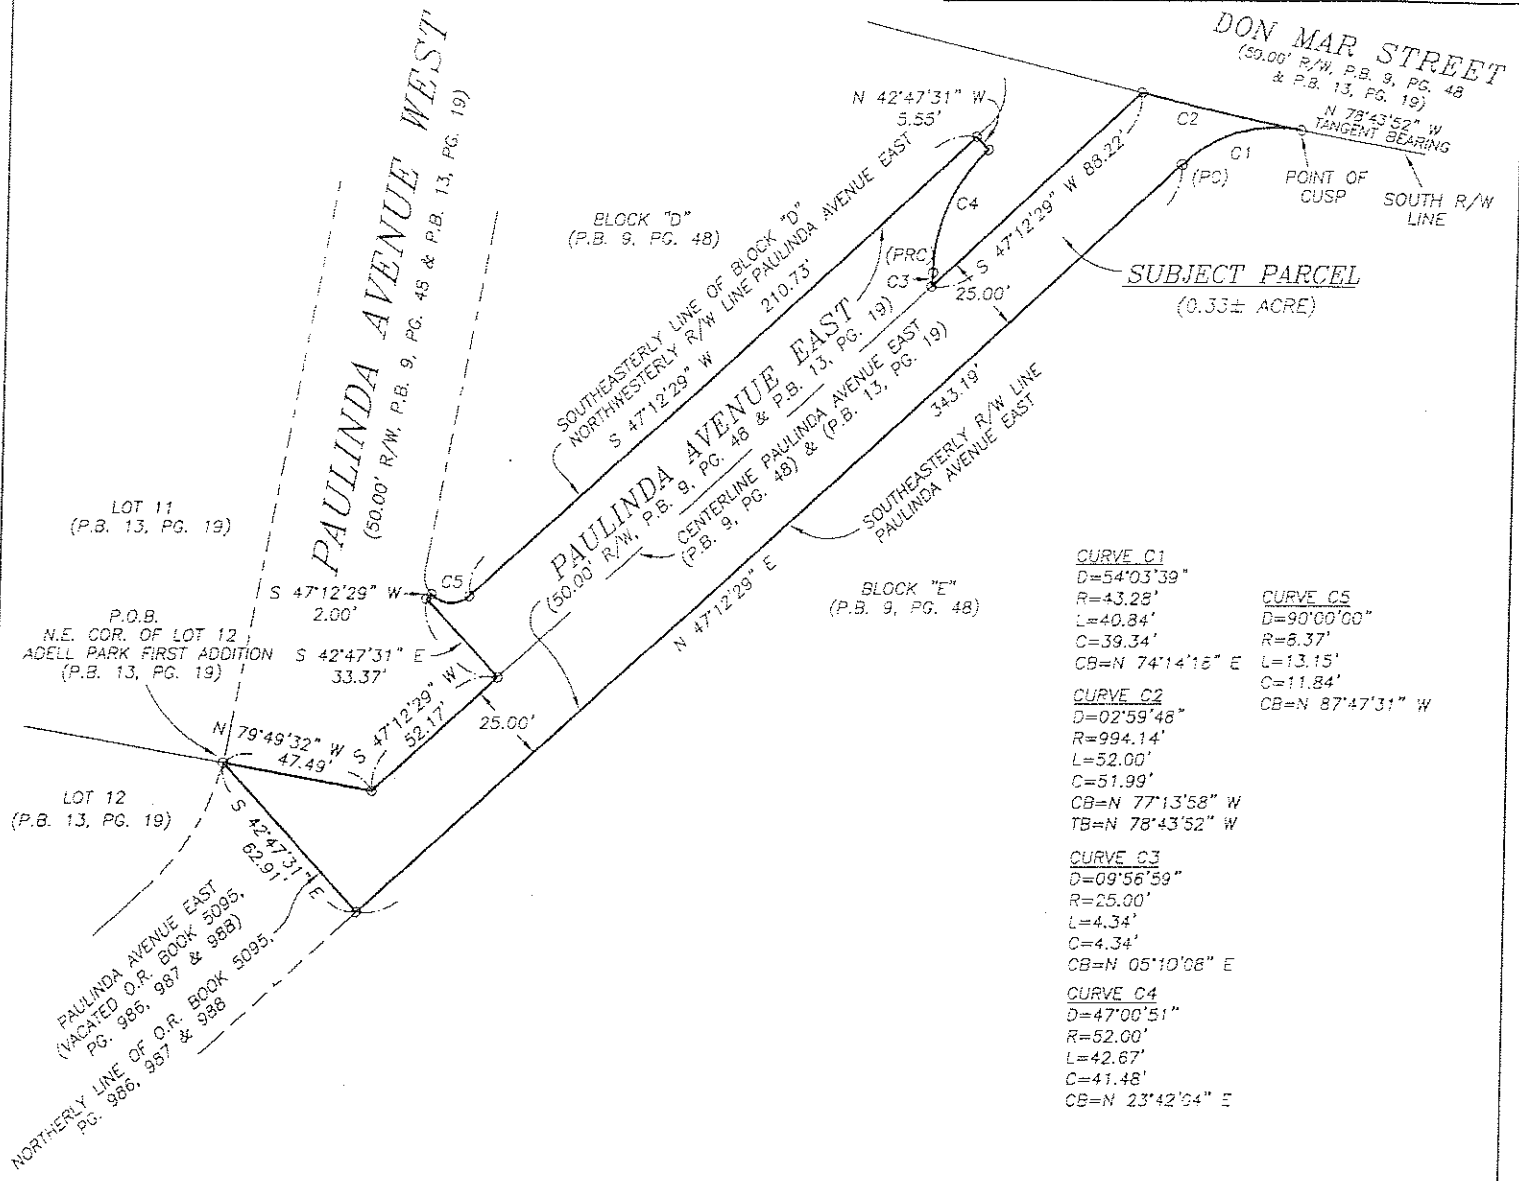 DON MAR STREET
(50.00' R/W, P.B. 9, PG. 48
& P.B. 13, PG. 19)
N 78°43'52" W
TANGENT BEARING
C2
C1
(PC)
POINT OF
CUSP
SOUTH R/W
LINE
N 42°47'31" W
5.55'
PAULINDA AVENUE WEST
(50.00' R/W, P.B. 9, PG. 48 & P.B. 13, PG. 19)
BLOCK "D"
(P.B. 9, PG. 48)
SOUTHEASTERLY LINE OF BLOCK "D"
NORTHWESTERLY R/W LINE PAULINDA AVENUE EAST
S 47°12'29" W
210.73'
C4
(PRC)
C3
S 47°12'29" W 88.22'
25.00'
SUBJECT PARCEL
(0.33± ACRE)
PAULINDA AVENUE EAST
(50.00' R/W, P.B. 9, PG. 48 & P.B. 13, PG. 19)
CENTERLINE PAULINDA AVENUE EAST
(P.B. 9, PG. 48) & (P.B. 13, PG. 19)
343.19'
N 47°12'29" E
SOUTHEASTERLY R/W LINE
PAULINDA AVENUE EAST
BLOCK "E"
(P.B. 9, PG. 48)
LOT 11
(P.B. 13, PG. 19)
S 47°12'29" W
2.00'
C5
P.O.B.
N.E. COR. OF LOT 12
ADELL PARK FIRST ADDITION
(P.B. 13, PG. 19)
S 42°47'31" E
33.37'
S 47°12'29" W
52.17'
25.00'
N 79°49'32" W
47.49'
LOT 12
(P.B. 13, PG. 19)
S 42°47'31" E
62.91'
PAULINDA AVENUE EAST
(VACATED O.R. BOOK 5095,
PG. 986, 987 & 988)
NORTHERLY LINE OF O.R. BOOK 5095,
PG. 986, 987 & 988
CURVE C1
D=54°03'39"
R=43.28'
L=40.84'
C=39.34'
CB=N 74°14'18" E
CURVE C2
D=02°59'48"
R=994.14'
L=52.00'
C=51.99'
CB=N 77°13'58" W
TB=N 78°43'52" W
CURVE C3
D=09°56'59"
R=25.00'
L=4.34'
C=4.34'
CB=N 05°10'08" E
CURVE C4
D=47°00'51"
R=52.00'
L=42.67'
C=41.48'
CB=N 23°42'04" E
CURVE C5
D=90°00'00"
R=8.37'
L=13.15'
C=11.84'
CB=N 87°47'31" W